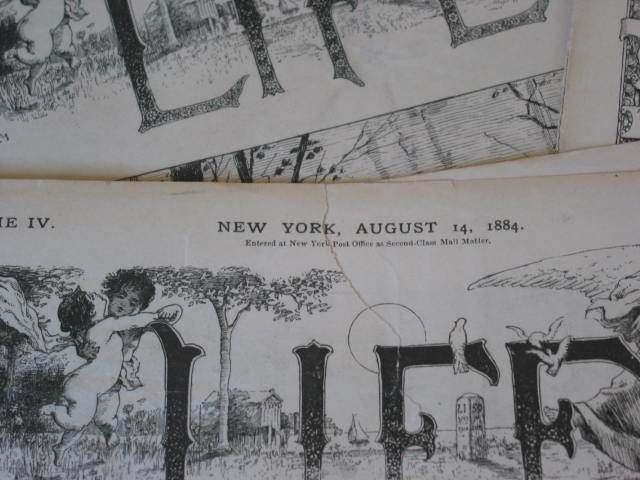 LIFE
IE IV.
NEW YORK, AUGUST 14, 1884.
Entered at New York Post Office as Second-Class Mail Matter.
LIFE